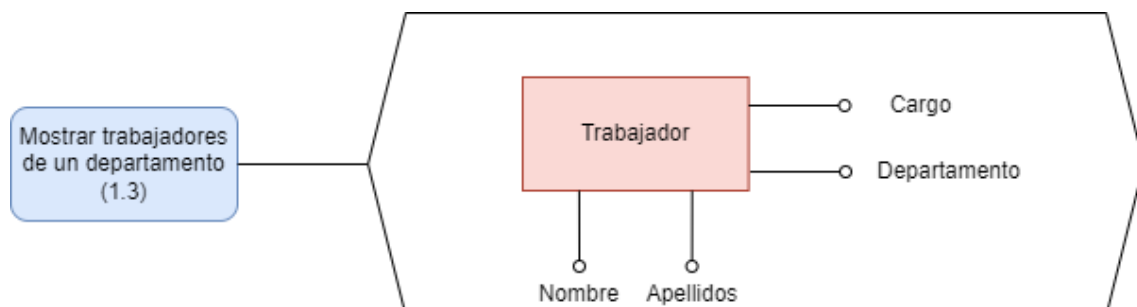 Mostrar trabajadores
de un departamento
(1.3)
Trabajador
Cargo
Departamento
Nombre
Apellidos